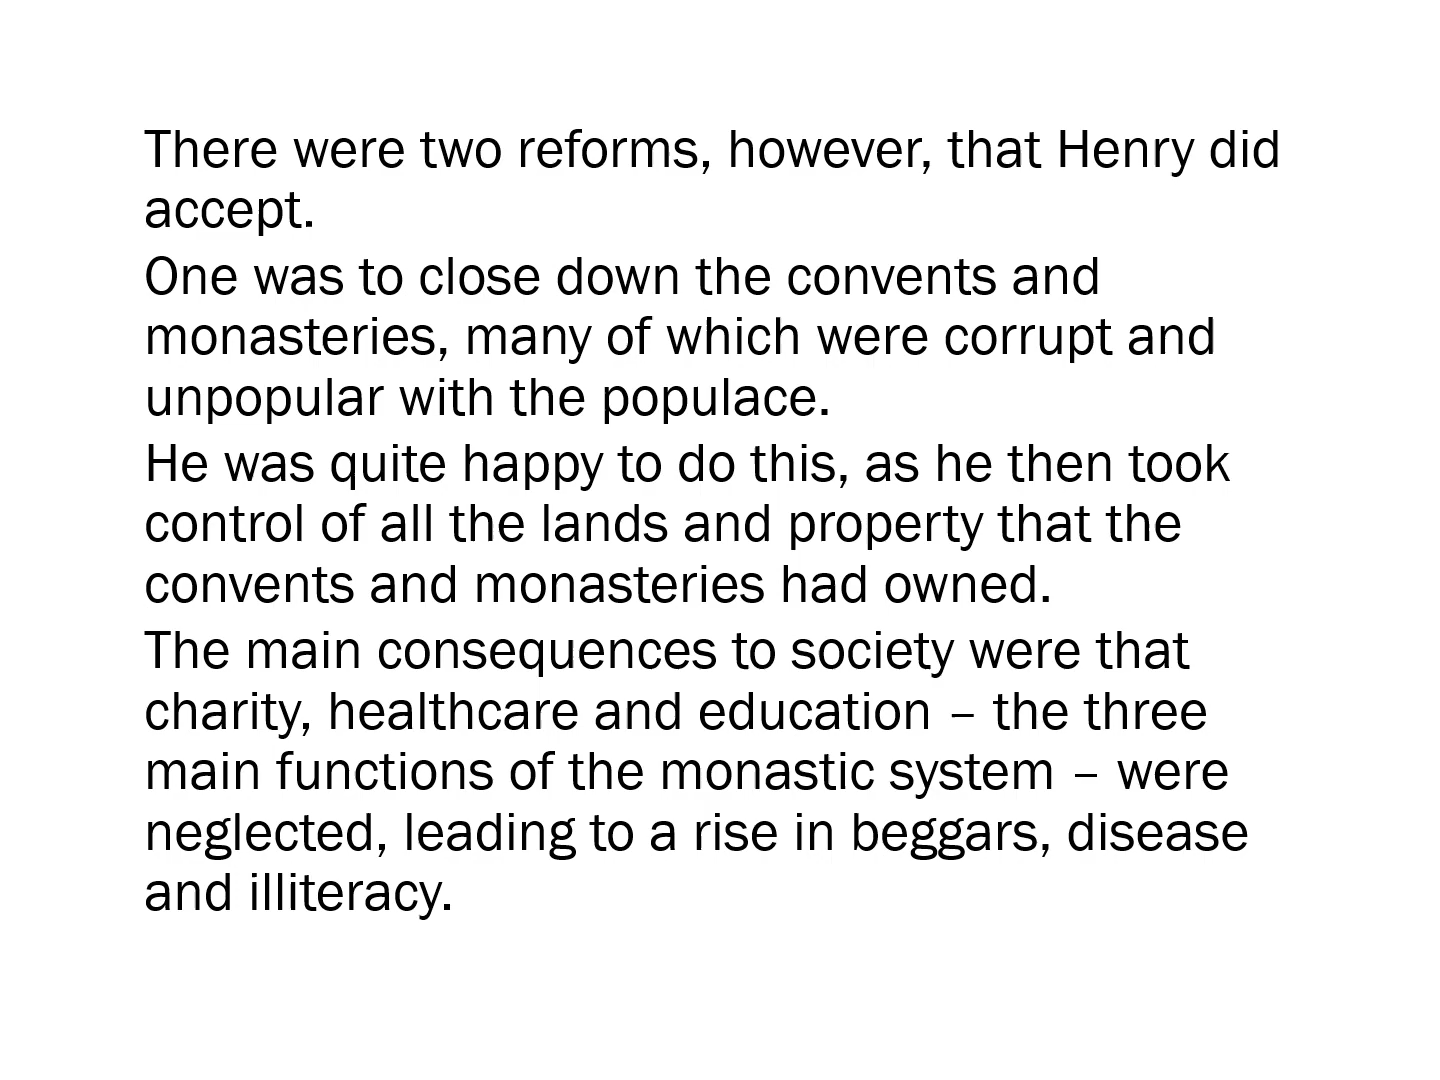 There were two reforms, however, that Henry did
accept.
One was to close down the convents and
monasteries, many of which were corrupt and
unpopular with the populace.
He was quite happy to do this, as he then took
control of all the lands and property that the
convents and monasteries had owned.
The main consequences to society were that
charity, healthcare and education – the three
main functions of the monastic system – were
neglected, leading to a rise in beggars, disease
and illiteracy.